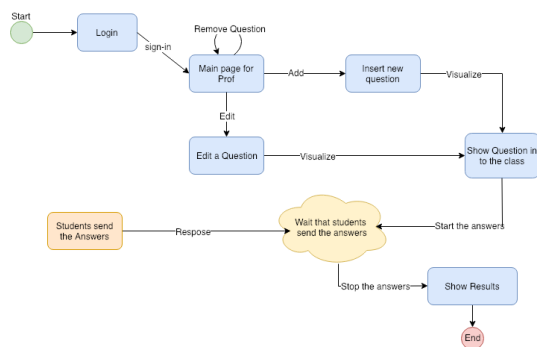 Start
Remove Question
Login
sign-in
Main page for
Prof
Add
Insert new
question
Visualize
Edit
Edit a Question
Visualize
Show Question in
to the class
Students send
the Answers
Respose
Wait that students
send the answers
Start the answers
Stop the answers
Show Results
End